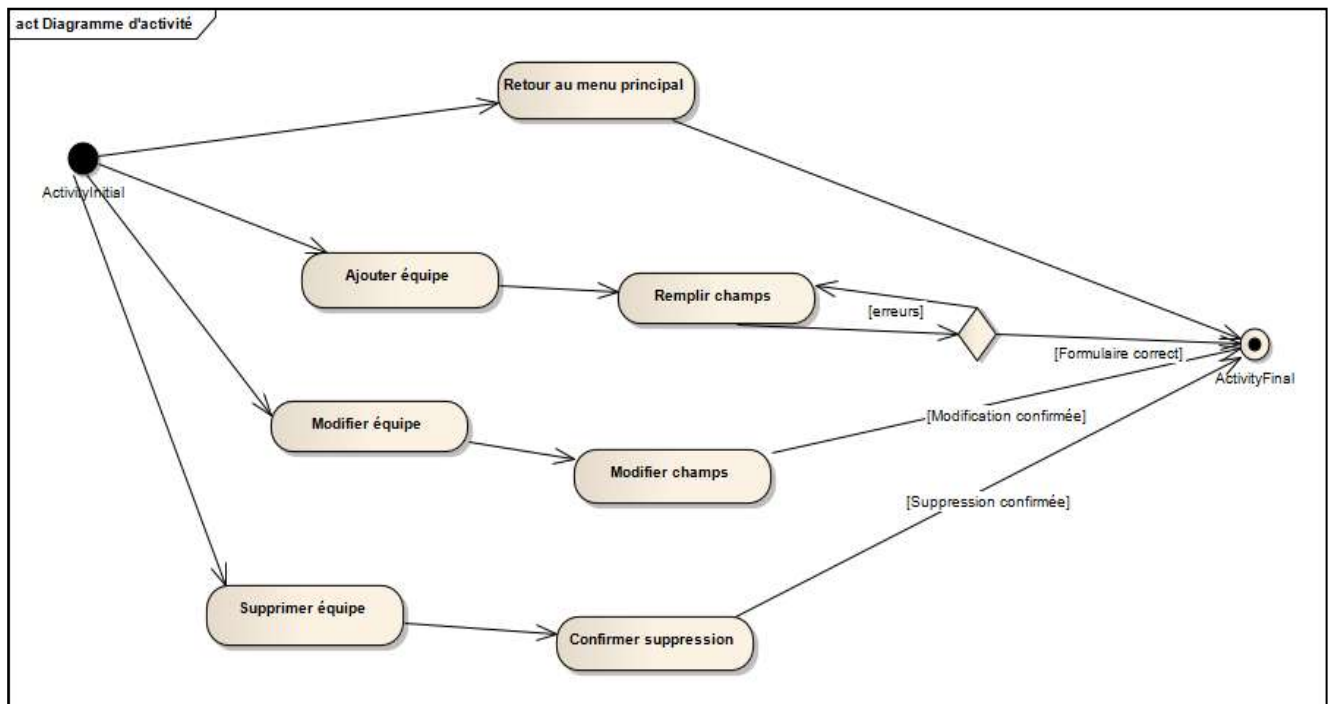 act Diagramme d'activité
Retour au menu principal
ActivityInitial
Ajouter équipe
Remplir champs
[erreurs]
[Formulaire correct]
ActivityFinal
Modifier équipe
[Modification confirmée]
Modifier champs
[Suppression confirmée]
Supprimer équipe
Confirmer suppression